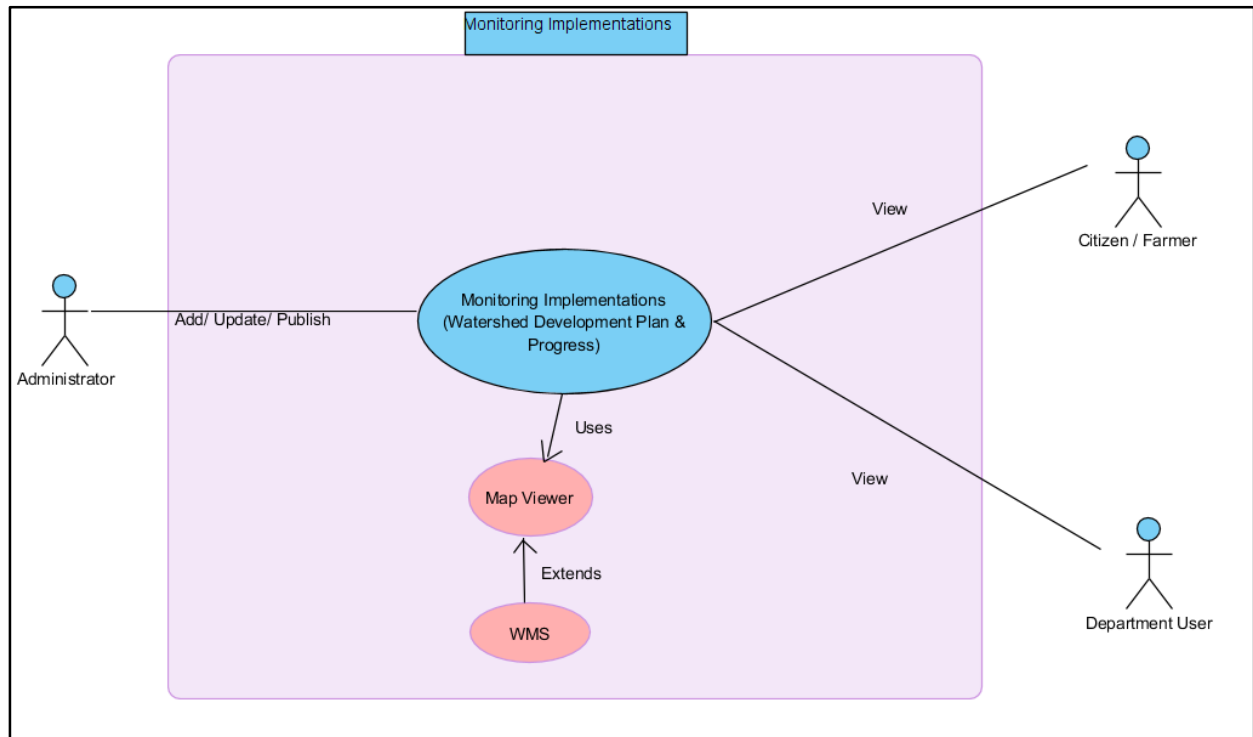 Monitoring Implementations
View
Citizen / Farmer
Monitoring Implementations
(Watershed Development Plan &
Progress)
Add/ Update/ Publish
Administrator
Uses
View
Map Viewer
Extends
WMS
Department User